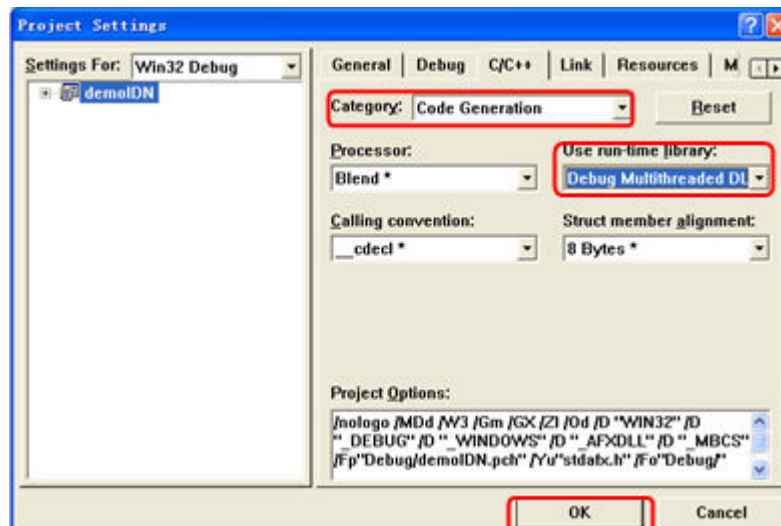 Project Settings
Settings For: Win32 Debug
General Debug C/C++ Link Resources M
demoIDN
Category: Code Generation Reset
Processor: Use run-time library:
Blend * Debug Multithreaded DL
Calling convention: Struct member alignment:
__cdecl * 8 Bytes *
Project Options:
/nologo /MDd /W3 /Gm /GX /ZI /Od /D "WIN32" /D
"_DEBUG" /D "_WINDOWS" /D "_AFXDLL" /D "_MBCS"
/Fp"Debug/demoIDN.pch" /Yu"stdafx.h" /Fo"Debug/"
OK Cancel